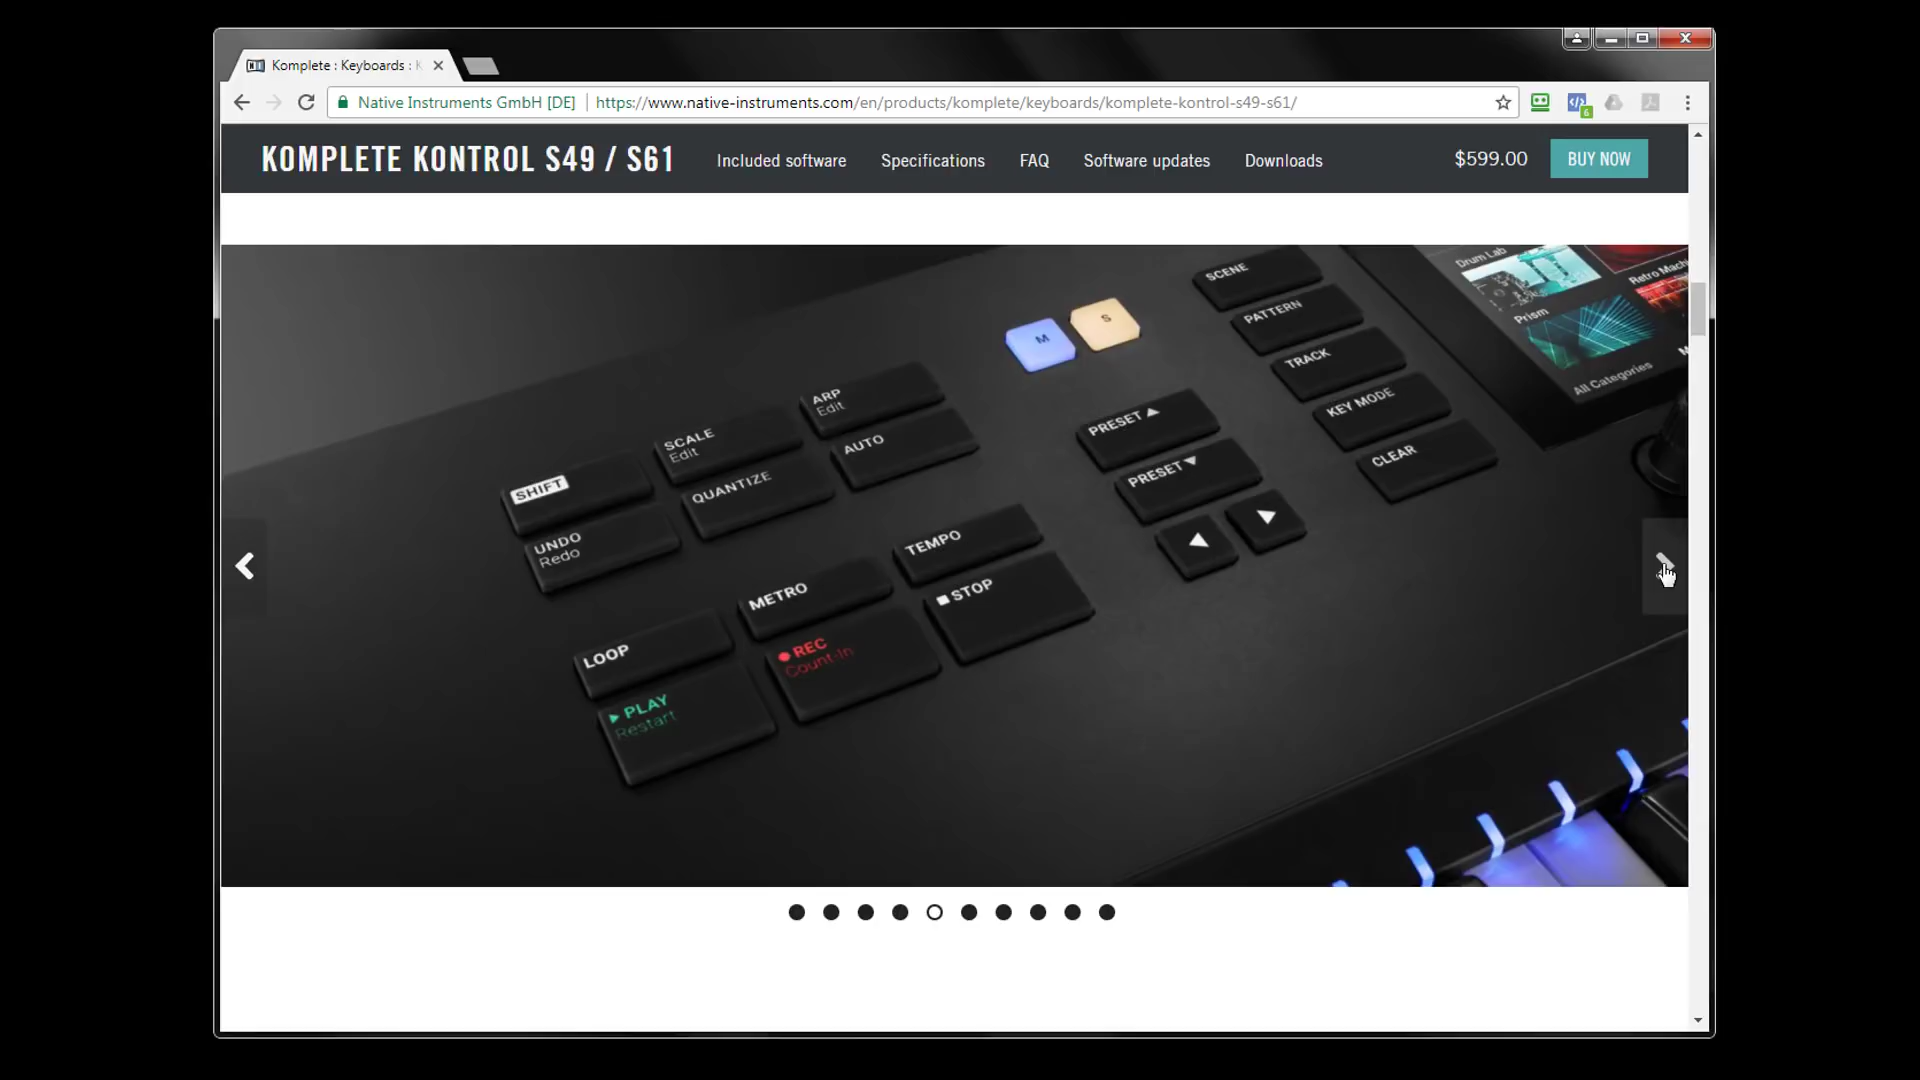 Komplete : Keyboards : K
Native Instruments GmbH [DE] https://www.native-instruments.com/en/products/komplete/keyboards/komplete-kontrol-s49-s61/
6
KOMPLETE KONTROL S49 / S61 Included software Specifications FAQ Software updates Downloads $599.00 BUY NOW
SCENE
PATTERN
TRACK
KEY MODE
CLEAR
Drum Lab
Retro Machi
Prism
M
All Categories
M S
PRESET ▲
PRESET ▼
ARP
Edit
SCALE
Edit
AUTO
QUANTIZE
SHIFT
UNDO
Redo
TEMPO
METRO
STOP
LOOP
REC
Count-In
PLAY
Restart